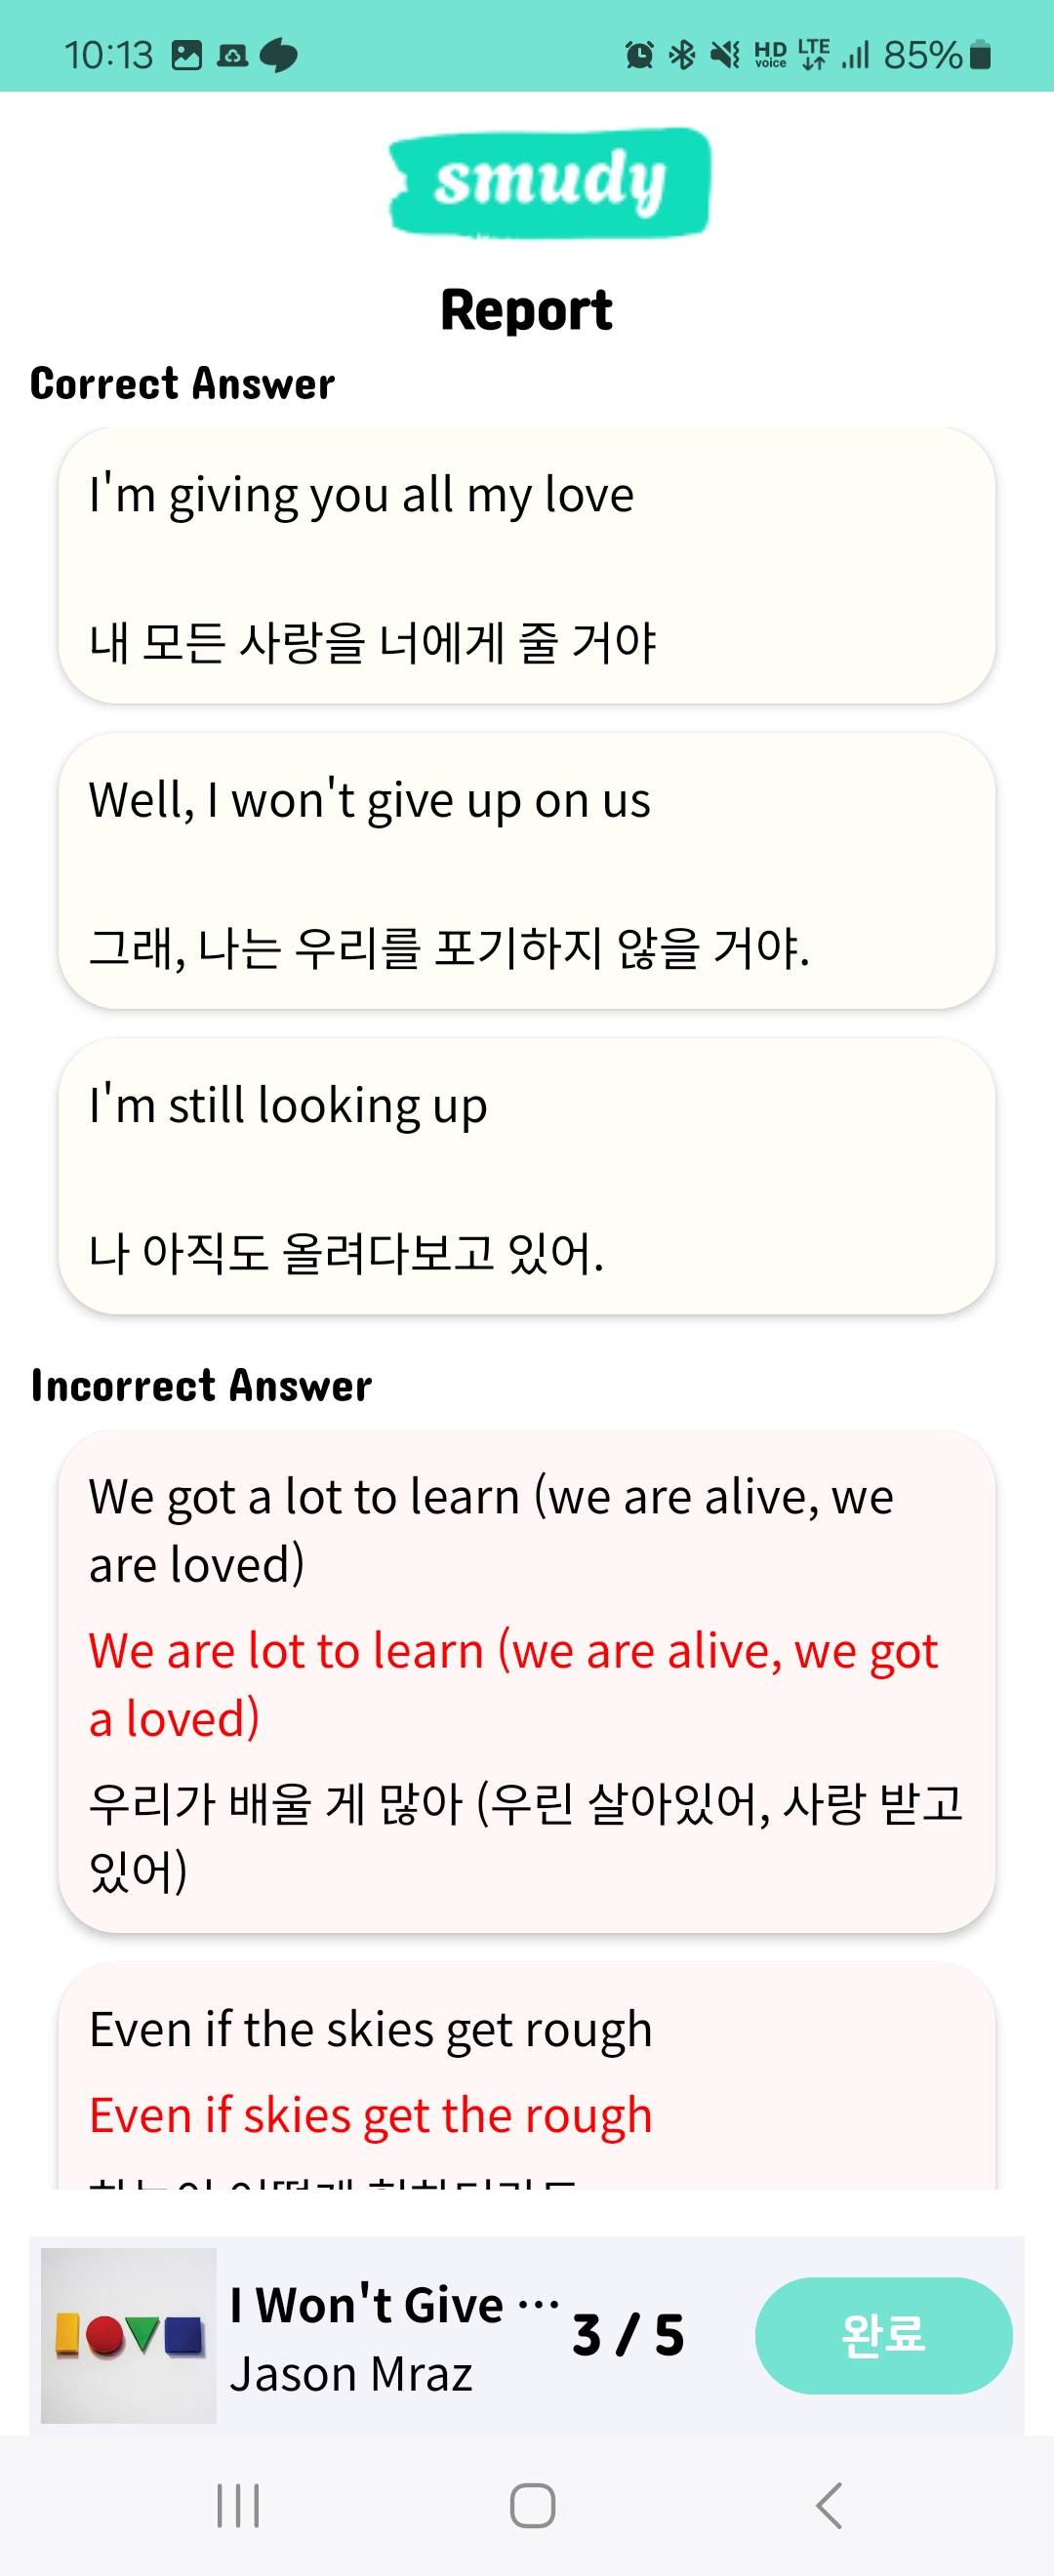 10:13
HD voice LTE 85%
smudy
Report
Correct Answer
I'm giving you all my love
내 모든 사랑을 너에게 줄 거야
Well, I won't give up on us
그래, 나는 우리를 포기하지 않을 거야.
I'm still looking up
나 아직도 올려다보고 있어.
Incorrect Answer
We got a lot to learn (we are alive, we
are loved)
We are lot to learn (we are alive, we got
a loved)
우리가 배울 게 많아 (우린 살아있어, 사랑 받고
있어)
Even if the skies get rough
Even if skies get the rough
I Won't Give ...
3 / 5
Jason Mraz
완료